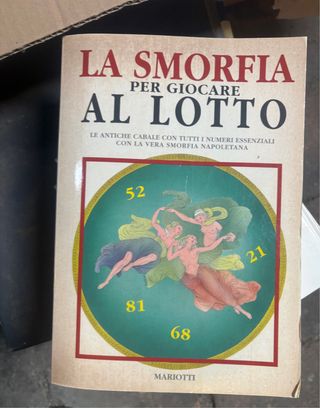 LA SMORFIA
PER GIOCARE
AL LOTTO
LE ANTICHE CABALE CON TUTTI I NUMERI ESSENZIALI
CON LA VERA SMORFIA NAPOLETANA
52
21
81
68
MARIOTTI